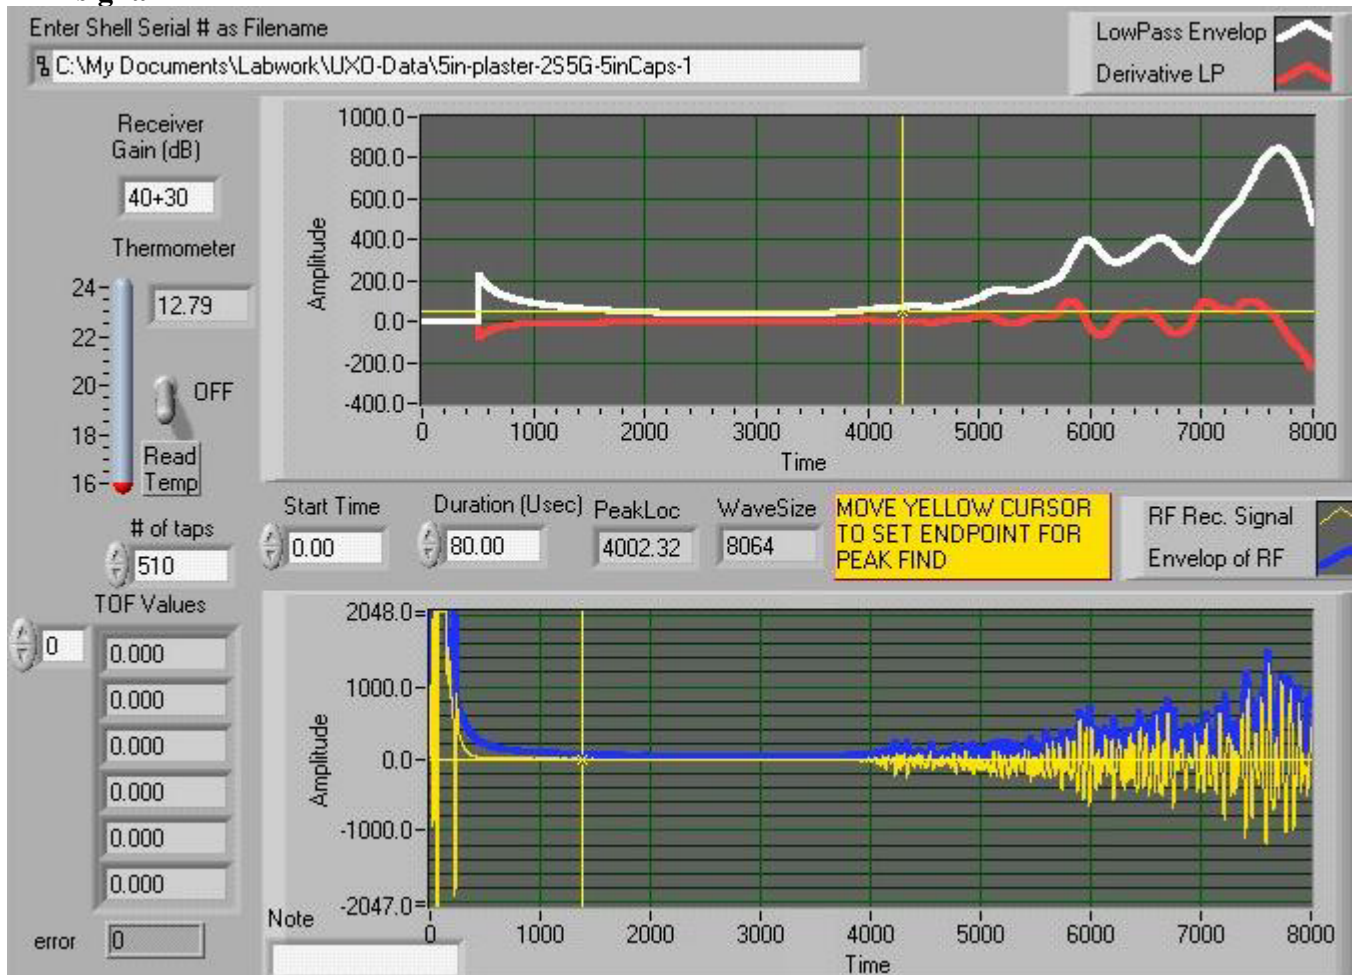 Enter Shell Serial # as Filename
C:\My Documents\Labwork\UXO-Data\5in-plaster-2S5G-5inCaps-1
LowPass Envelop
Derivative LP
Receiver
Gain (dB)
40+30
Thermometer
24
22
20
18
16
12.79
OFF
Read
Temp
# of taps
510
1000.0
800.0
600.0
400.0
200.0
0.0
-200.0
-400.0
Amplitude
0 1000 2000 3000 4000 5000 6000 7000 8000
Time
Start Time
0.00
Duration (Usec)
80.00
PeakLoc
4002.32
WaveSize
8064
MOVE YELLOW CURSOR
TO SET ENDPOINT FOR
PEAK FIND
RF Rec. Signal
Envelop of RF
TOF Values
0
0.000
0.000
0.000
0.000
0.000
0.000
error
0
2048.0
1000.0
0.0
-1000.0
-2047.0
Amplitude
0 1000 2000 3000 4000 5000 6000 7000 8000
Time
Note